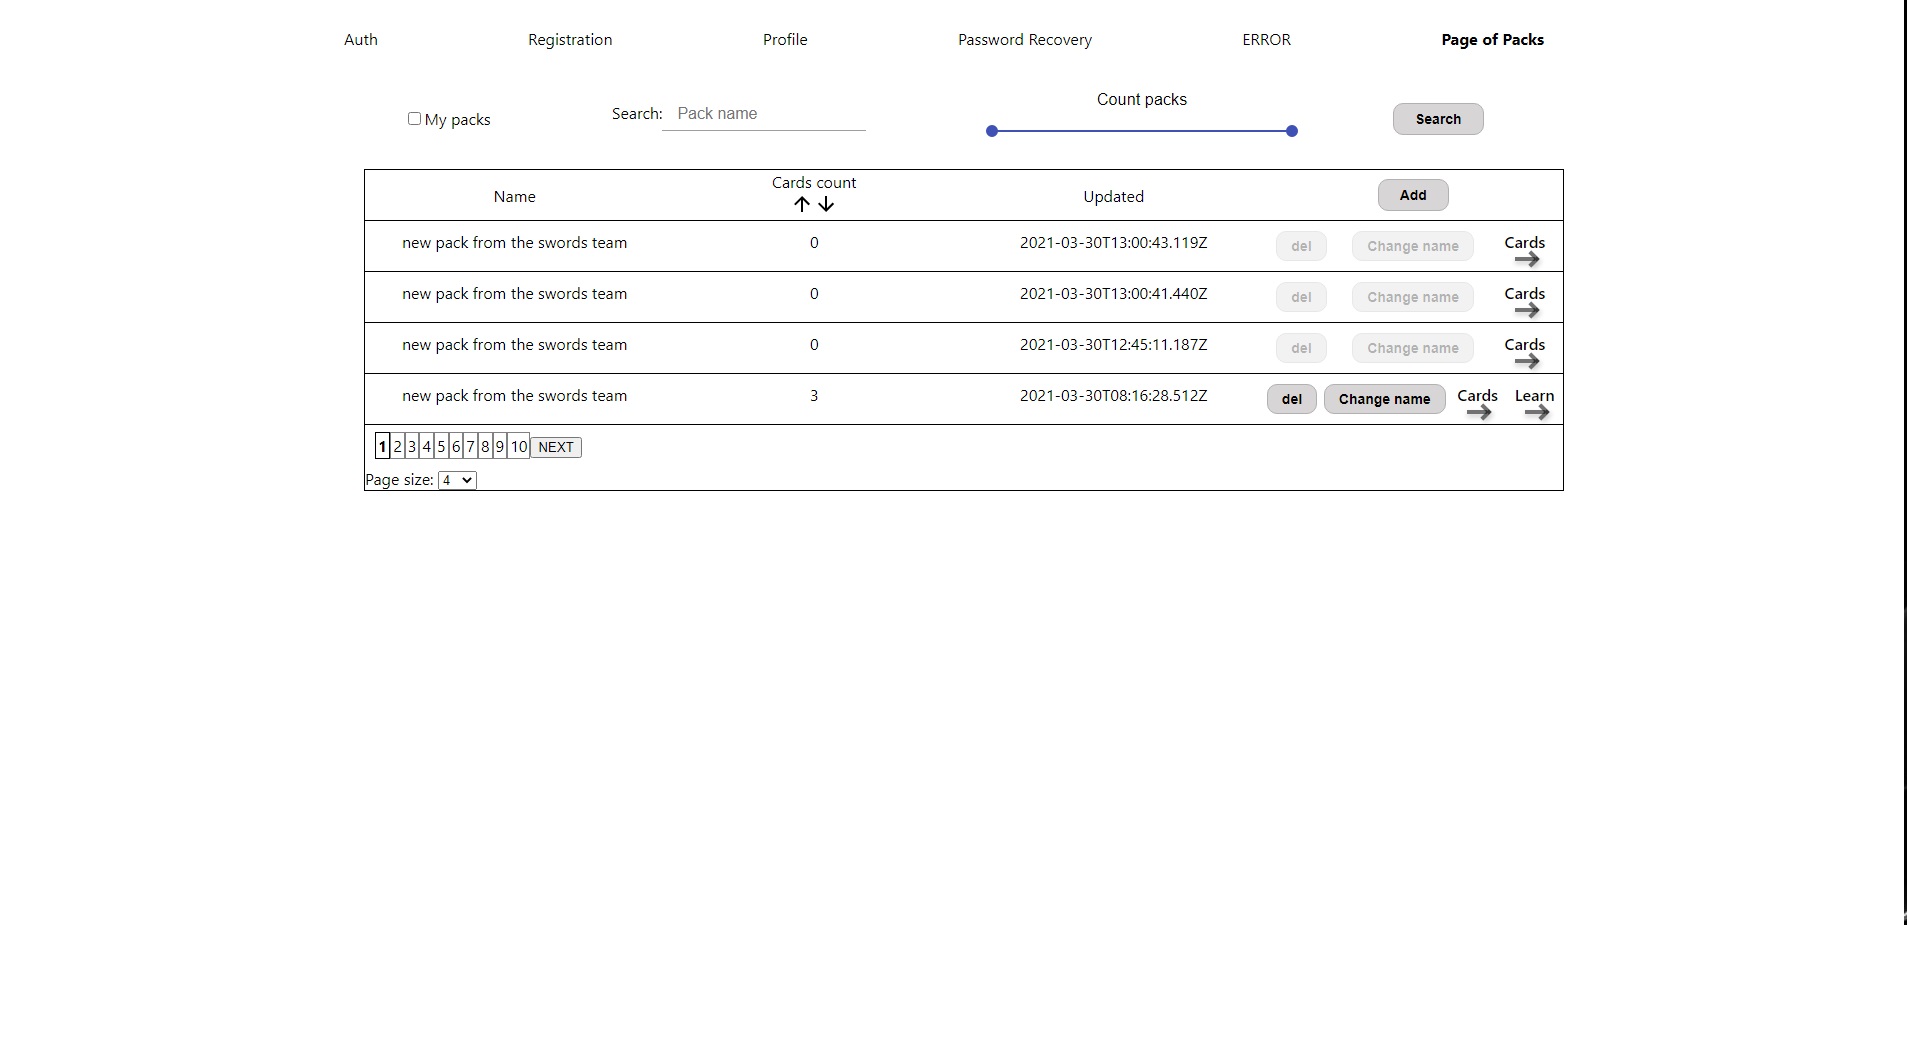 Auth Registration Profile Password Recovery ERROR Page of Packs
Count packs
My packs Search: Pack name Search
Name Cards count Updated Add
new pack from the swords team 0 2021-03-30T13:00:43.119Z del Change name Cards
new pack from the swords team 0 2021-03-30T13:00:41.440Z del Change name Cards
new pack from the swords team 0 2021-03-30T12:45:11.187Z del Change name Cards
new pack from the swords team 3 2021-03-30T08:16:28.512Z del Change name Cards Learn
1 2 3 4 5 6 7 8 9 10 NEXT
Page size: 4